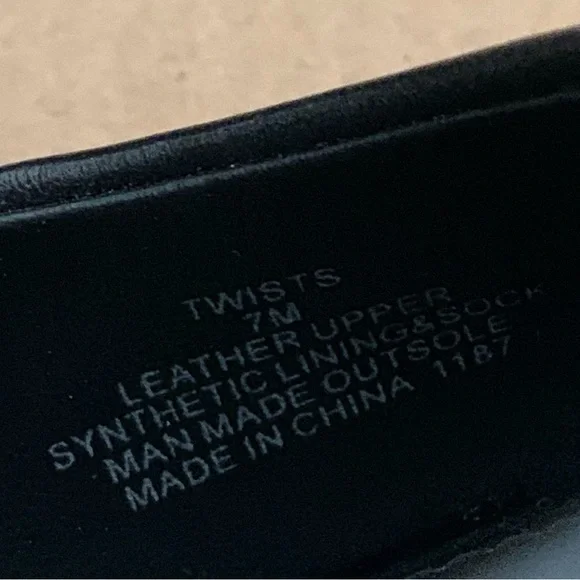 TWISTS
7M
LEATHER UPPER
SYNTHETIC LINING&SOCK
MAN MADE OUTSOLE
MADE IN CHINA 1187